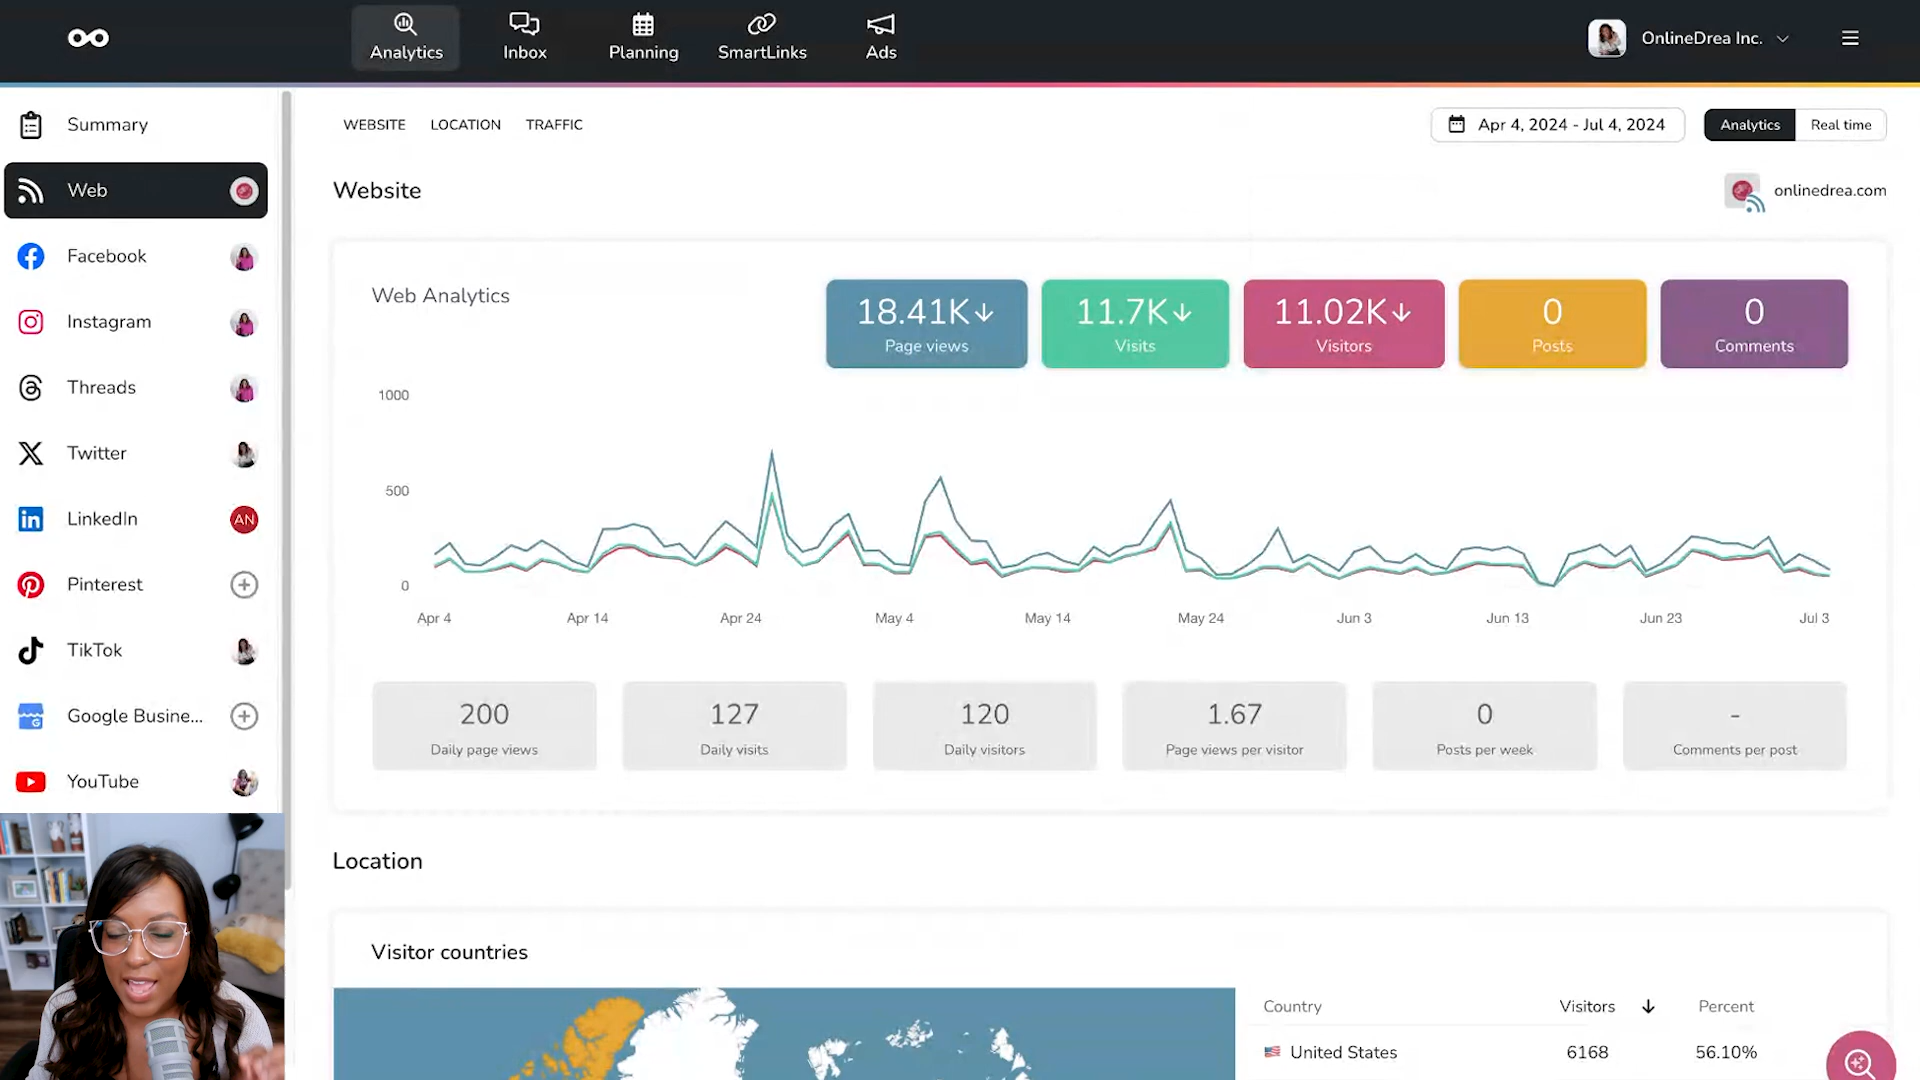 Analytics
Inbox
Planning
SmartLinks
Ads
OnlineDrea Inc.
Summary
Web
Facebook
Instagram
Threads
Twitter
LinkedIn
AN
Pinterest
TikTok
Google Busine...
YouTube
WEBSITE LOCATION TRAFFIC
Apr 4, 2024 - Jul 4, 2024
Analytics Real time
Website
onlinedrea.com
Web Analytics
18.41K↓
Page views
11.7K↓
Visits
11.02K↓
Visitors
0
Posts
0
Comments
1000
500
0
Apr 4 Apr 14 Apr 24 May 4 May 14 May 24 Jun 3 Jun 13 Jun 23 Jul 3
200
Daily page views
127
Daily visits
120
Daily visitors
1.67
Page views per visitor
0
Posts per week
-
Comments per post
Location
Visitor countries
Country Visitors ↓ Percent
United States 6168 56.10%